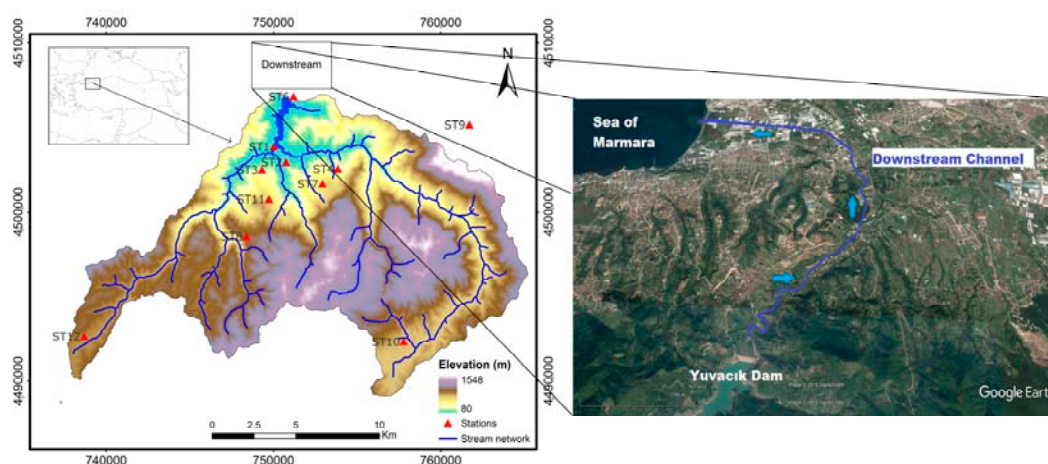 740000
750000
760000
4510000
4500000
4490000
Downstream
N
ST6
ST9
ST1
ST2
ST3
ST4
ST7
ST11
ST12
ST10
Elevation (m)
1548
80
Stations
Stream network
0 2.5 5 10
Km
4510000
4500000
4490000
740000
750000
760000
Sea of
Marmara
Downstream Channel
Yuvacık Dam
Google Eart